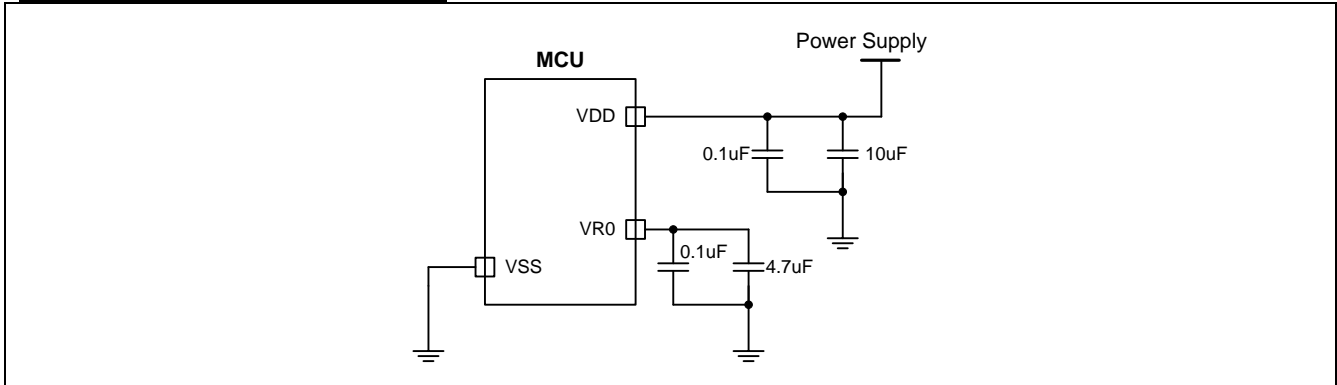 Power Supply
MCU
VDD
0.1uF
10uF
VR0
0.1uF
4.7uF
VSS